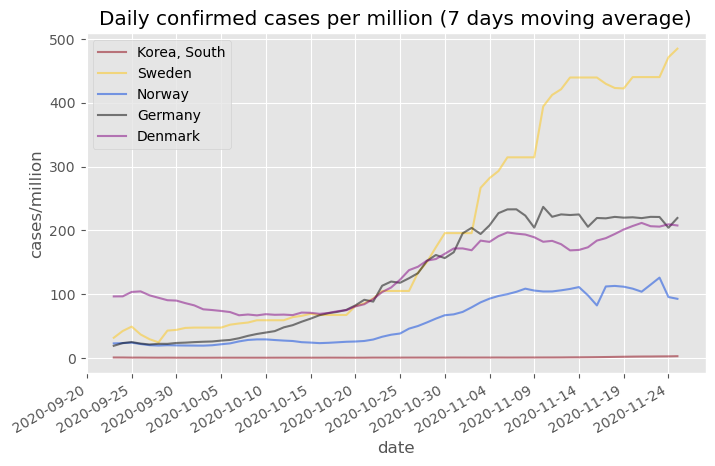 Daily confirmed cases per million (7 days moving average)
500
400
300
200
100
0
cases/million
Korea, South
Sweden
Norway
Germany
Denmark
2020-09-20
2020-09-25
2020-09-30
2020-10-05
2020-10-10
2020-10-15
2020-10-20
2020-10-25
2020-10-30
2020-11-04
2020-11-09
2020-11-14
2020-11-19
2020-11-24
date